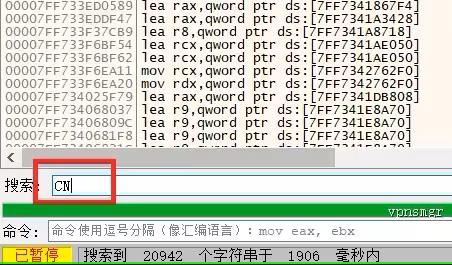 00007FF733ED0589 lea rax,qword ptr ds:[7FF7341867F4]
00007FF733EDDF47 lea rax,qword ptr ds:[7FF7341A3428]
00007FF733F37CB9 lea r8,qword ptr ds:[7FF7341A8718]
00007FF733F6BF54 lea rcx,qword ptr ds:[7FF7341AE050]
00007FF733F6BF62 lea rcx,qword ptr ds:[7FF7341AE050]
00007FF733F6EA11 mov rcx,qword ptr ds:[7FF7342762F0]
00007FF733F6EA20 mov rdx,qword ptr ds:[7FF7342762F0]
00007FF734025F79 lea rax,qword ptr ds:[7FF7341DB808]
00007FF734068037 lea r9,qword ptr ds:[7FF7341E8A70]
00007FF73406809C lea r9,qword ptr ds:[7FF7341E8A70]
00007FF7340681F8 lea r9,qword ptr ds:[7FF7341E8A70]
搜索: CN
vpnsmgr
命令: 命令使用逗号分隔（像汇编语言）: mov eax, ebx
已暂停 搜索到 20942 个字符串于 1906 毫秒内